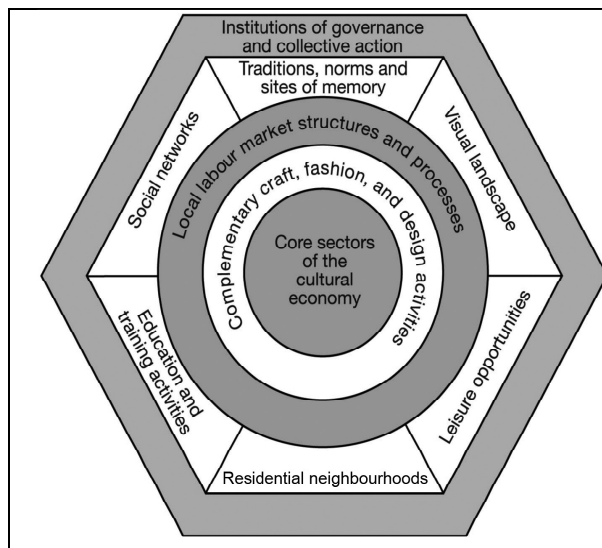 Institutions of governance
and collective action
Traditions, norms and
sites of memory
Social networks
Visual landscape
Local labour market structures and processes
Complementary craft, fashion, and design activities
Core sectors
of the
cultural
economy
Education and
training activities
Leisure opportunities
Residential neighbourhoods